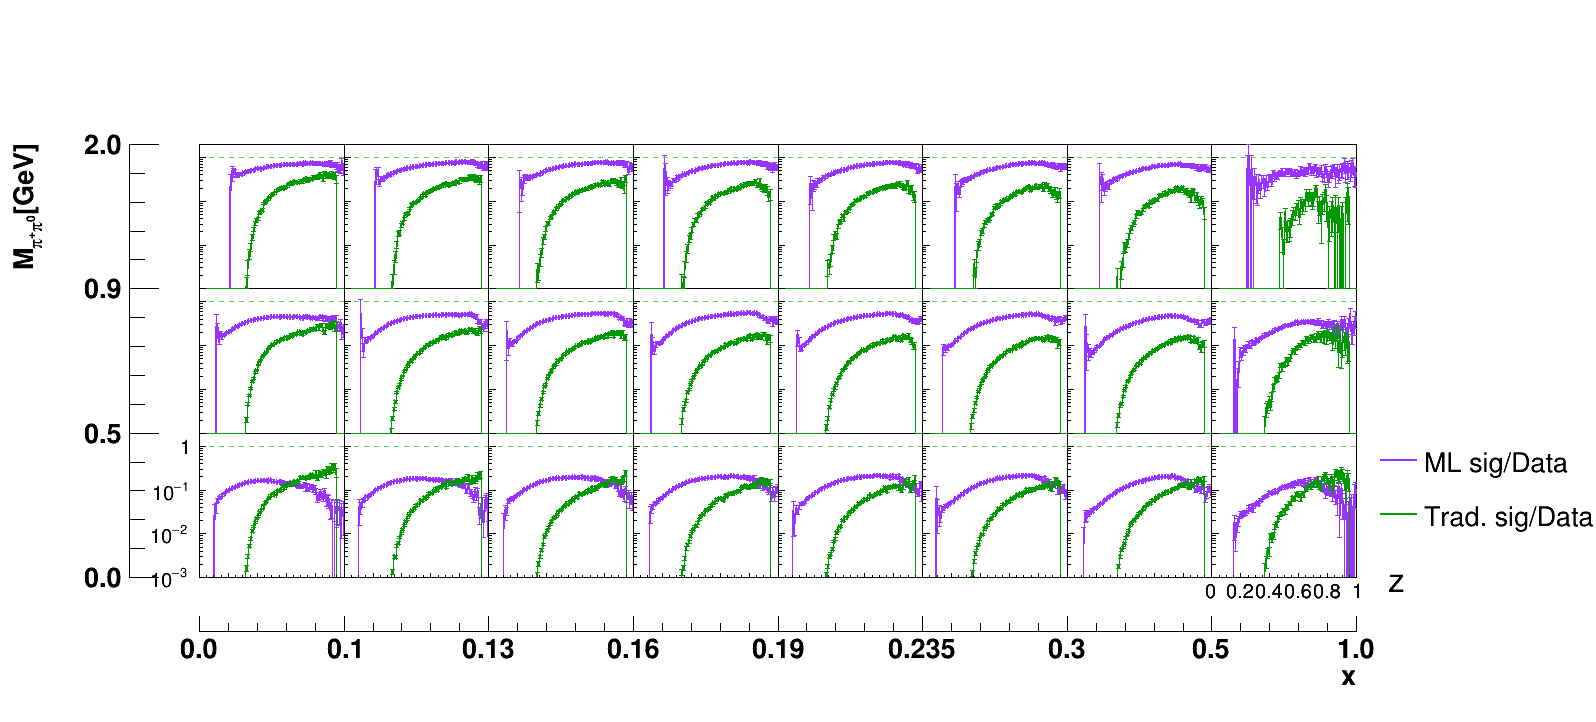 2.0
M π⁺π⁰ [GeV]
0.9
0.5
0.0
1
10⁻¹
10⁻²
10⁻³
ML sig/Data
Trad. sig/Data
0 0.20.40.60.8 1 z
0.0 0.1 0.13 0.16 0.19 0.235 0.3 0.5 1.0
x